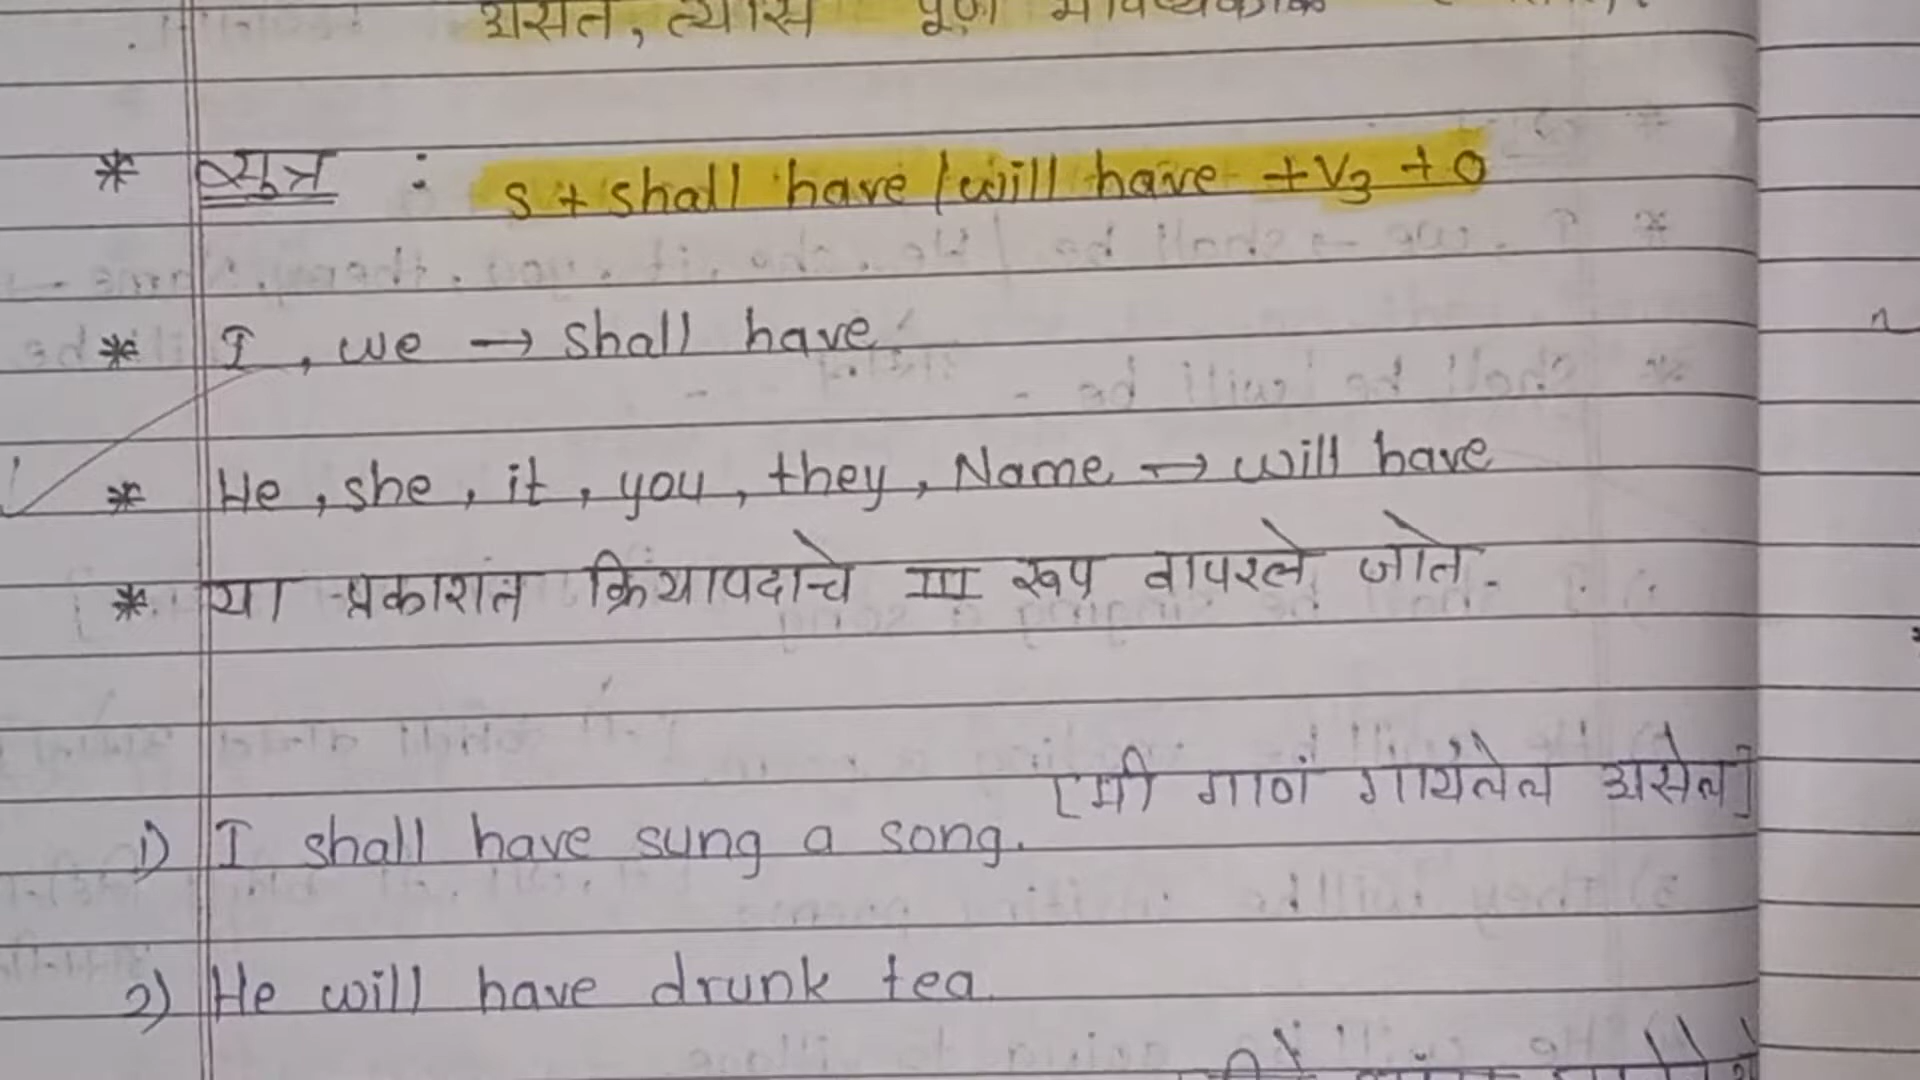 असत, त्यास पूर्ण
* सूत्र : S + shall have / will have + V3 + O
* I, we → shall have
* He, she, it, you, they, Name → will have
* या प्रकारात क्रियापदाचे III रूप वापरले जाते.
[मी गाणं गायलेल असेल]
1) I shall have sung a song.
2) He will have drunk tea.